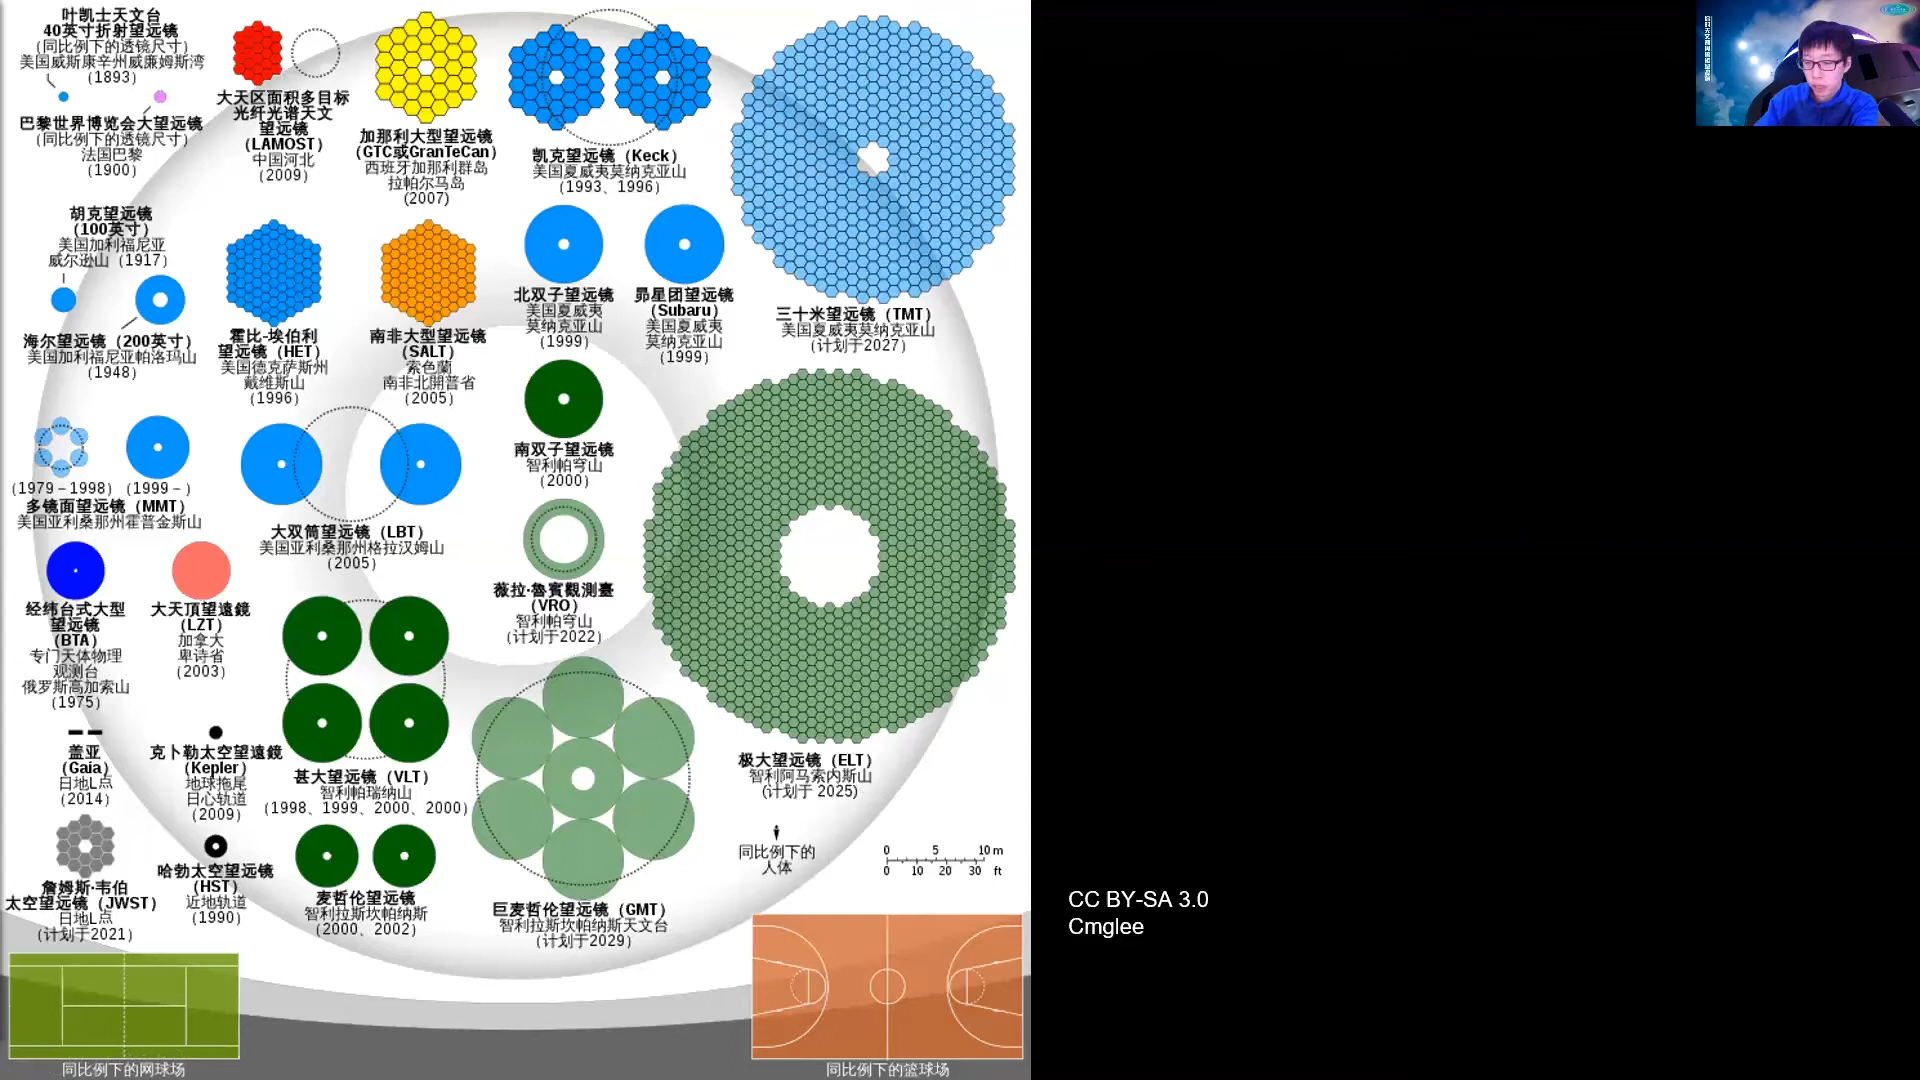 叶凯士天文台
40英寸折射望远镜
（同比例下的透镜尺寸）
美国威斯康辛州威廉姆斯湾
（1893）
巴黎世界博览会大望远镜
（同比例下的透镜尺寸）
法国巴黎
（1900）
大天区面积多目标
光纤光谱天文
望远镜
（LAMOST）
中国河北
（2009）
加那利大型望远镜
（GTC或GranTeCan）
西班牙加那利群岛
拉帕尔马岛
(2007)
凯克望远镜（Keck）
美国夏威夷莫纳克亚山
（1993、1996）
三十米望远镜（TMT）
美国夏威夷莫纳克亚山
（计划于2027）
胡克望远镜
（100英寸）
美国加利福尼亚
威尔逊山（1917）
海尔望远镜（200英寸）
美国加利福尼亚帕洛玛山
（1948）
霍比-埃伯利
望远镜（HET）
美国德克萨斯州
戴维斯山
（1996）
南非大型望远镜
（SALT）
索色蘭
南非北開普省
（2005）
北双子望远镜
美国夏威夷
莫纳克亚山
（1999）
昴星团望远镜
（Subaru）
美国夏威夷
莫纳克亚山
（1999）
南双子望远镜
智利帕穹山
（2000）
（1979－1998）（1999－）
多镜面望远镜（MMT）
美国亚利桑那州霍普金斯山
大双筒望远镜（LBT）
美国亚利桑那州格拉汉姆山
（2005）
薇拉·魯賓觀測臺
（VRO）
智利帕穹山
（计划于2022）
经纬台式大型
望远镜
（BTA）
专门天体物理
观测台
俄罗斯高加索山
（1975）
大天頂望遠鏡
（LZT）
加拿大
卑诗省
（2003）
盖亚
（Gaia）
日地L点
（2014）
克卜勒太空望遠鏡
（Kepler）
地球拖尾
日心轨道
（2009）
甚大望远镜（VLT）
智利帕瑞纳山
（1998、1999、2000、2000）
极大望远镜（ELT）
智利阿马索内斯山
(计划于 2025)
詹姆斯·韦伯
太空望远镜（JWST）
日地L点
（计划于2021）
哈勃太空望远镜
（HST）
近地轨道
（1990）
麦哲伦望远镜
智利拉斯坎帕纳斯
（2000、2002）
巨麦哲伦望远镜（GMT）
智利拉斯坎帕纳斯天文台
（计划于2029）
同比例下的
人体
0 5 10 m
0 10 20 30 ft
同比例下的网球场
同比例下的篮球场
CC BY-SA 3.0
Cmglee